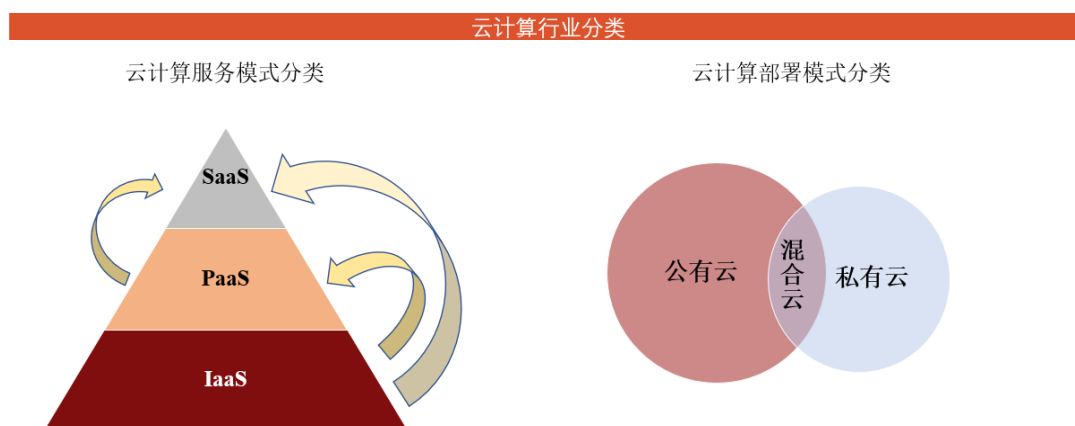 云计算行业分类
云计算服务模式分类
SaaS
PaaS
IaaS
云计算部署模式分类
公有云
混合云
私有云